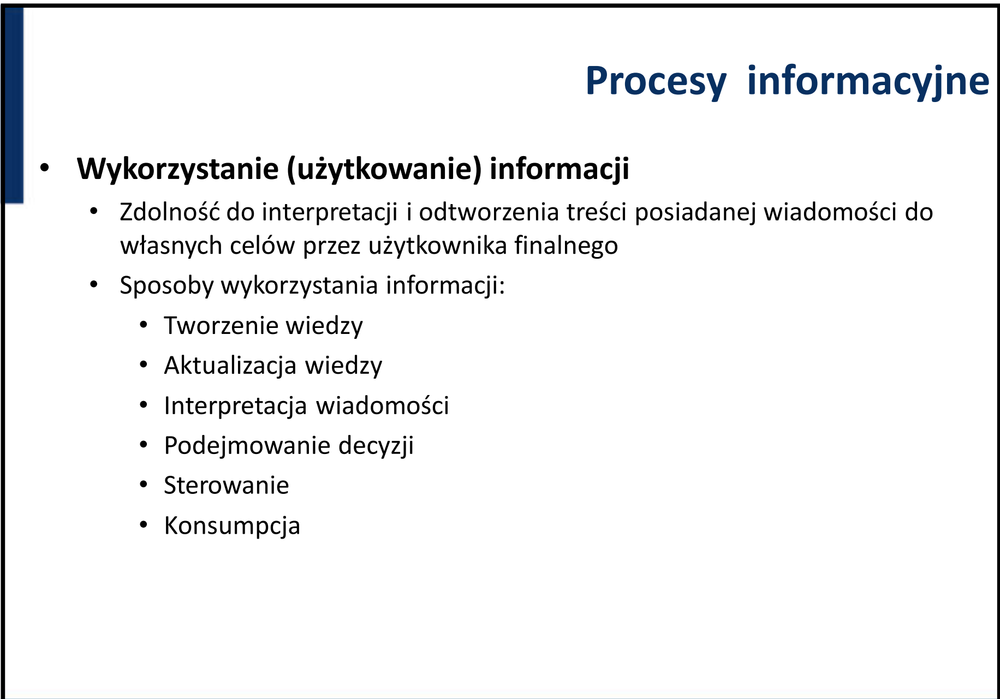 Procesy informacyjne
• Wykorzystanie (użytkowanie) informacji
• Zdolność do interpretacji i odtworzenia treści posiadanej wiadomości do
własnych celów przez użytkownika finalnego
• Sposoby wykorzystania informacji:
• Tworzenie wiedzy
• Aktualizacja wiedzy
• Interpretacja wiadomości
• Podejmowanie decyzji
• Sterowanie
• Konsumpcja